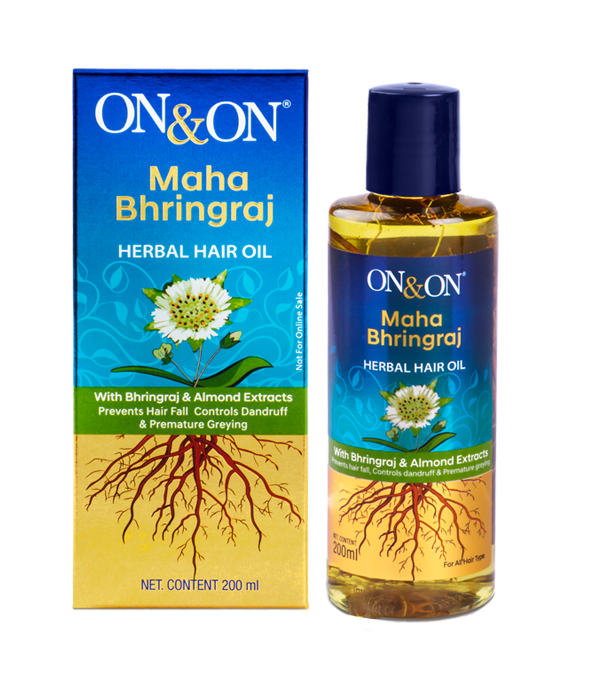 ON&ON®
Maha
Bhringraj
HERBAL HAIR OIL
Not For Online Sale
With Bhringraj & Almond Extracts
Prevents Hair Fall Controls Dandruff
& Premature Greying
NET. CONTENT 200 ml
ON&ON®
Maha
Bhringraj
HERBAL HAIR OIL
With Bhringraj & Almond Extracts
Prevents hair fall, Controls dandruff & Premature greying
NET. CONTENT
200ml
For All Hair Type